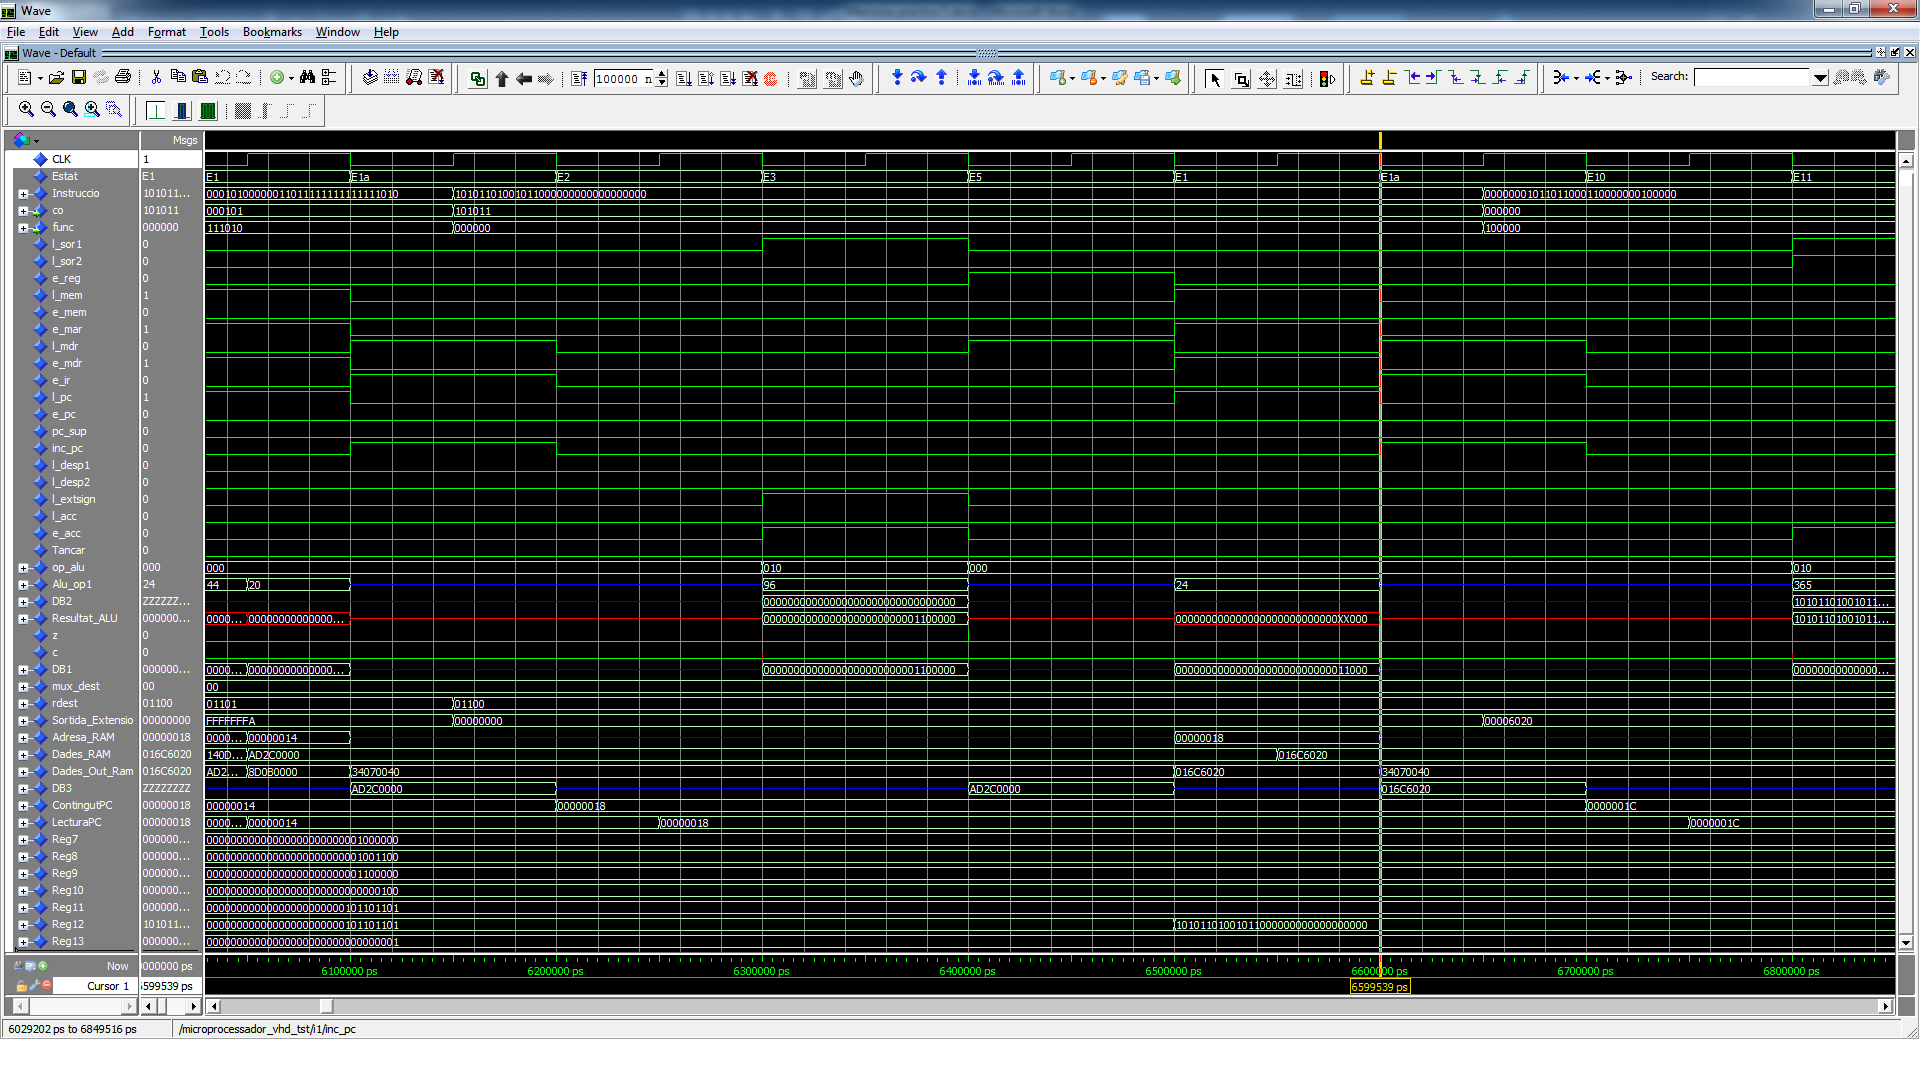 Wave
File Edit View Add Format Tools Bookmarks Window Help
Wave - Default
100000 n
Search:
Msgs
CLK 1
Estat E1 E1 E1a E2 E3 E5 E1 E1a E10 E11
Instruccio 101011... 00010100000011011111111111111010 10101101001011000000000000000000 00000001011011000110000000100000
co 101011 000101 101011 000000
func 000000 111010 000000 100000
l_sor1 0
l_sor2 0
e_reg 0
l_mem 1
e_mem 0
e_mar 1
l_mdr 0
e_mdr 1
e_ir 0
l_pc 1
e_pc 0
pc_sup 0
inc_pc 0
l_desp1 0
l_desp2 0
l_extsign 0
l_acc 0
e_acc 0
Tancar 0
op_alu 000 000 010 000 010
Alu_op1 24 44 20 96 24 365
DB2 ZZZZZZ... 00000000000000000000000000000000 10101101001011...
Resultat_ALU 000000... 0000... 00000000000000... 00000000000000000000000001100000 000000000000000000000000000XX000 10101101001011...
z 0
c 0
DB1 000000... 0000... 00000000000000... 00000000000000000000000001100000 00000000000000000000000000011000 00000000000000...
mux_dest 00 00
rdest 01100 01101 01100
Sortida_Extensio 00000000 FFFFFFFA 00000000 00006020
Adresa_RAM 00000018 0000... 00000014 00000018
Dades_RAM 016C6020 140D... AD2C0000 016C6020
Dades_Out_Ram 016C6020 AD2... 8D0B0000 34070040 016C6020 34070040
DB3 ZZZZZZZZ AD2C0000 AD2C0000 016C6020
ContingutPC 00000018 00000014 00000018 0000001C
LecturaPC 00000018 0000... 00000014 00000018 0000001C
Reg7 000000... 00000000000000000000000001000000
Reg8 000000... 00000000000000000000000001001100
Reg9 000000... 00000000000000000000000001100000
Reg10 000000... 00000000000000000000000000000100
Reg11 000000... 00000000000000000000000101101101
Reg12 101011... 00000000000000000000000101101101 10101101001011000000000000000000
Reg13 000000... 00000000000000000000000000000001
Now 0000000 ps 6100000 ps 6200000 ps 6300000 ps 6400000 ps 6500000 ps 6600000 ps 6700000 ps 6800000 ps
Cursor 1 6599539 ps 6599539 ps
6029202 ps to 6849516 ps /microprocessador_vhd_tst/i1/inc_pc